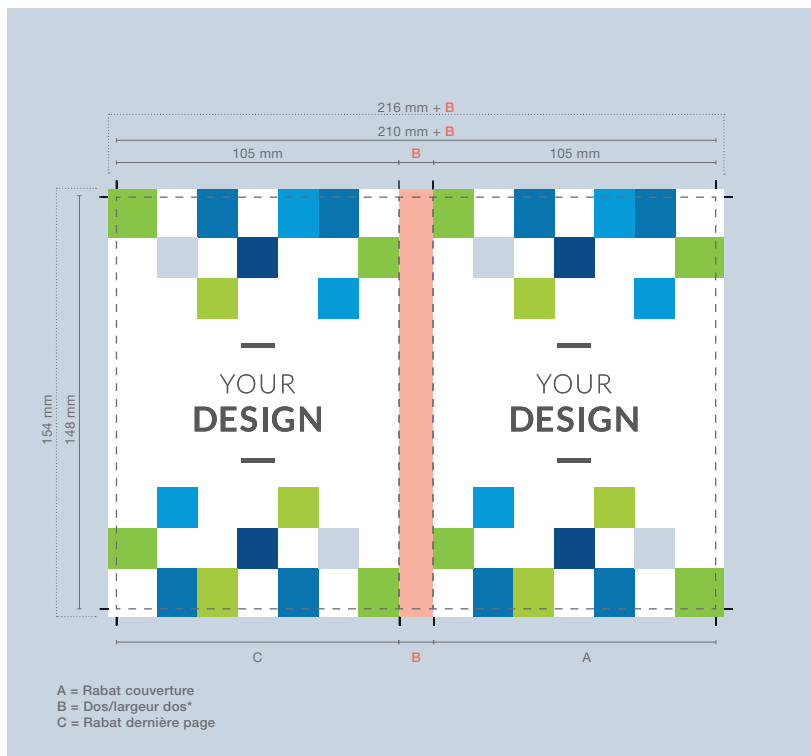 216 mm + B
210 mm + B
105 mm B 105 mm
154 mm
148 mm
YOUR
DESIGN
YOUR
DESIGN
C B A
A = Rabat couverture
B = Dos/largeur dos*
C = Rabat dernière page